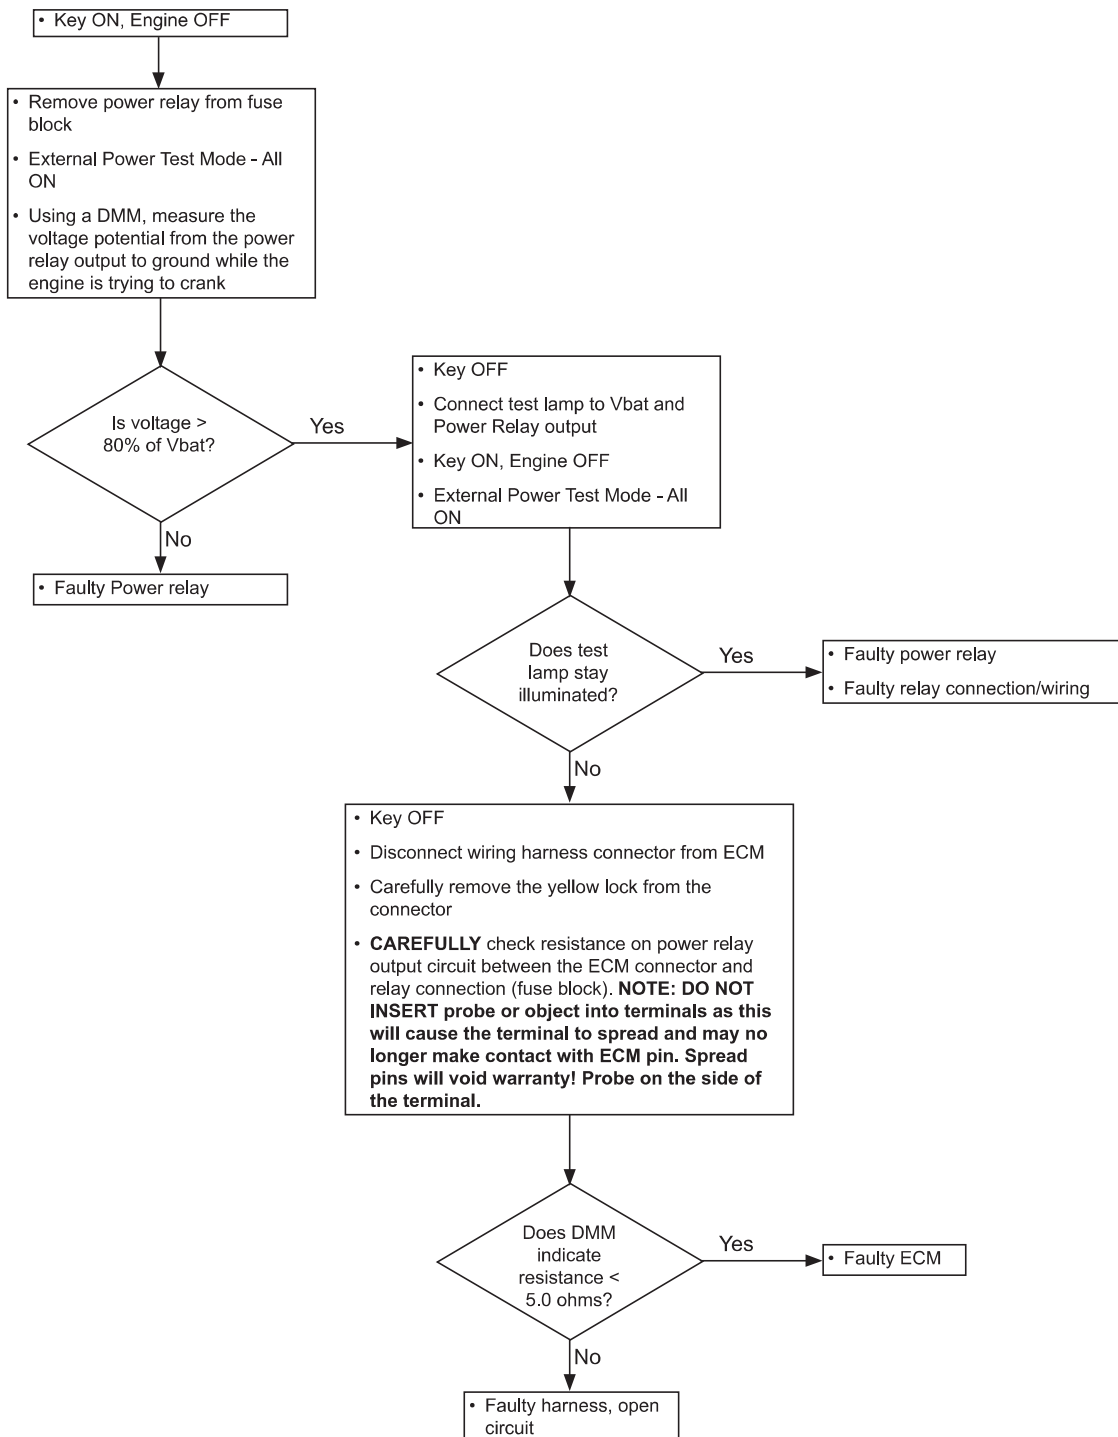 • Key ON, Engine OFF
• Remove power relay from fuse
block
• External Power Test Mode - All
ON
• Using a DMM, measure the
voltage potential from the power
relay output to ground while the
engine is trying to crank
Is voltage >
80% of Vbat?
Yes
No
• Faulty Power relay
• Key OFF
• Connect test lamp to Vbat and
Power Relay output
• Key ON, Engine OFF
• External Power Test Mode - All
ON
Does test
lamp stay
illuminated?
Yes
• Faulty power relay
• Faulty relay connection/wiring
No
• Key OFF
• Disconnect wiring harness connector from ECM
• Carefully remove the yellow lock from the
connector
• CAREFULLY check resistance on power relay
output circuit between the ECM connector and
relay connection (fuse block). NOTE: DO NOT
INSERT probe or object into terminals as this
will cause the terminal to spread and may no
longer make contact with ECM pin. Spread
pins will void warranty! Probe on the side of
the terminal.
Does DMM
indicate
resistance <
5.0 ohms?
Yes
• Faulty ECM
No
• Faulty harness, open
circuit